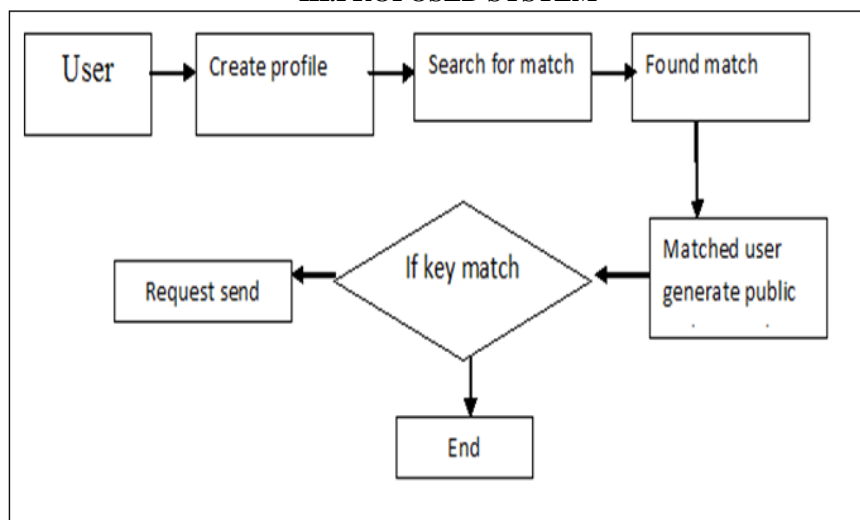 User
Create profile
Search for match
Found match
Matched user
generate public
If key match
Request send
End